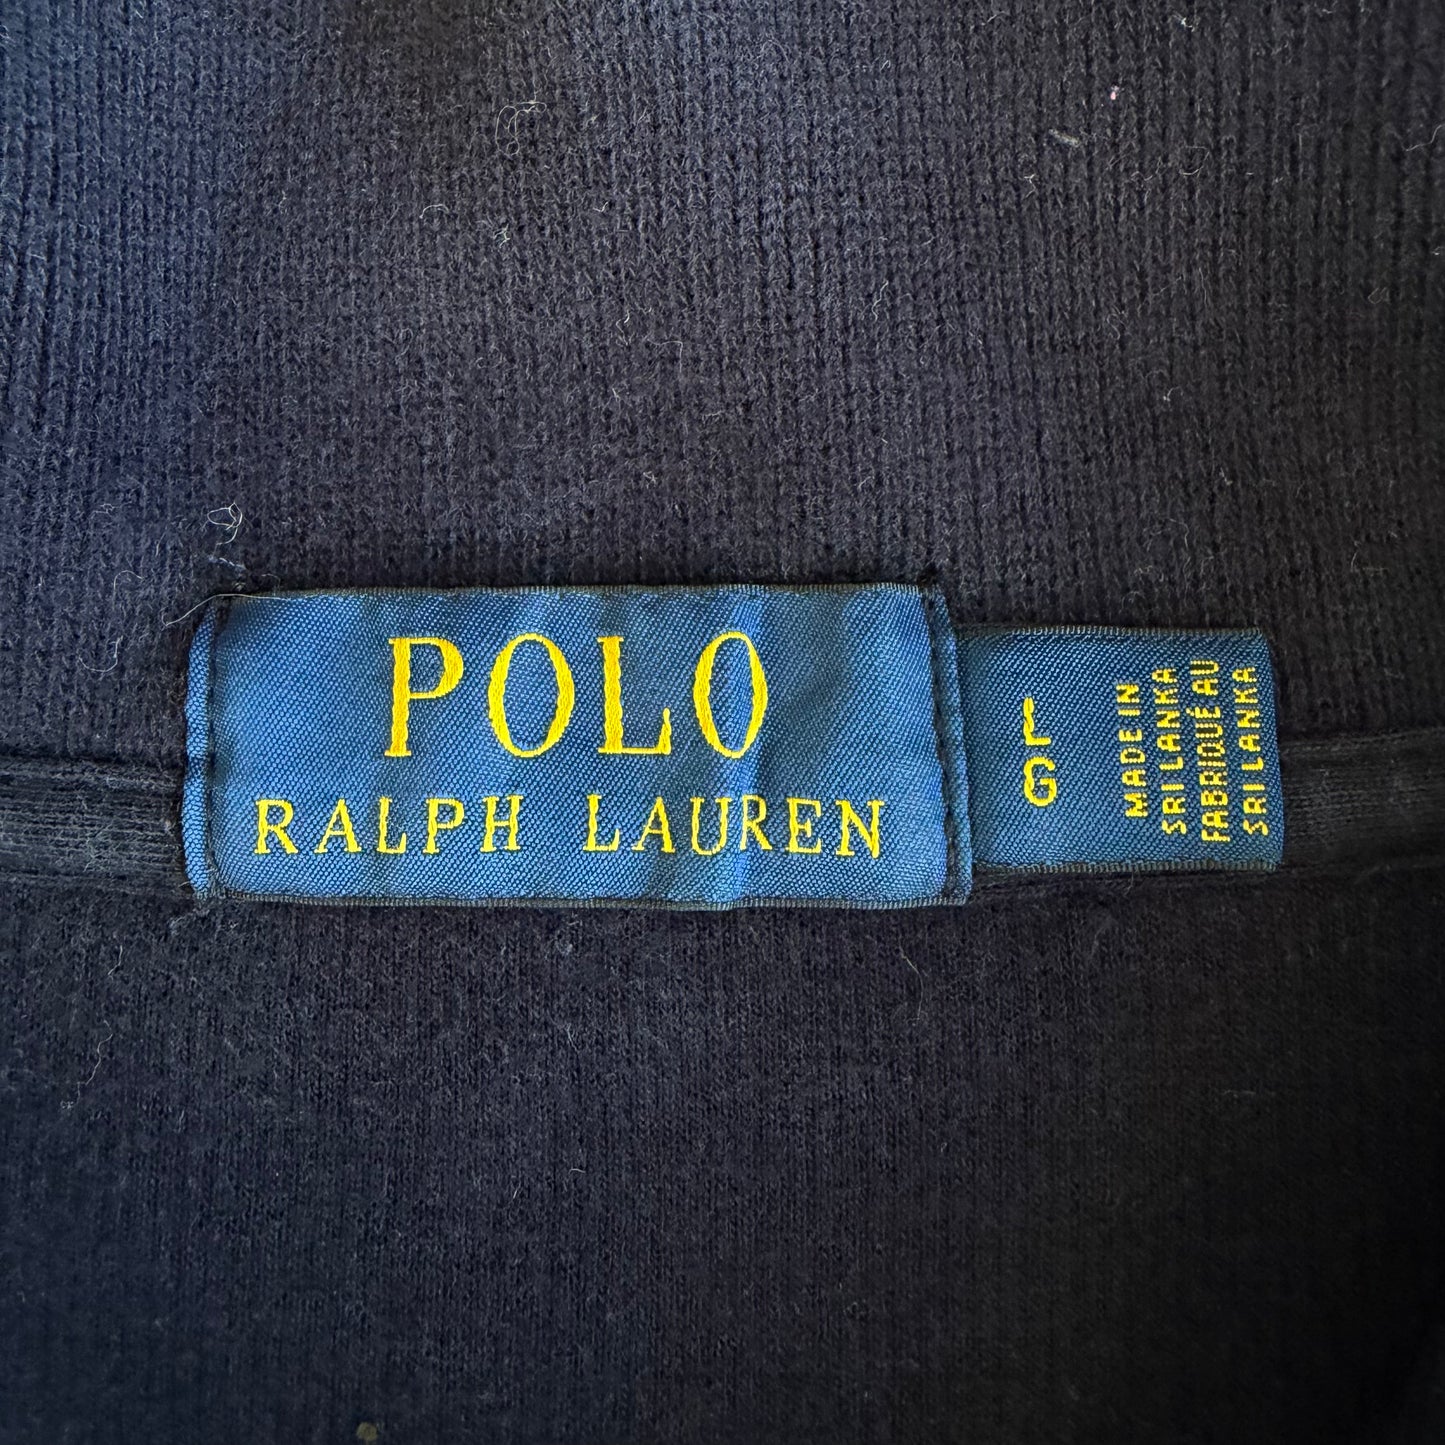 POLO
RALPH LAUREN
L
G
MADE IN
SRI LANKA
FABRIQUÉ AU
SRI LANKA